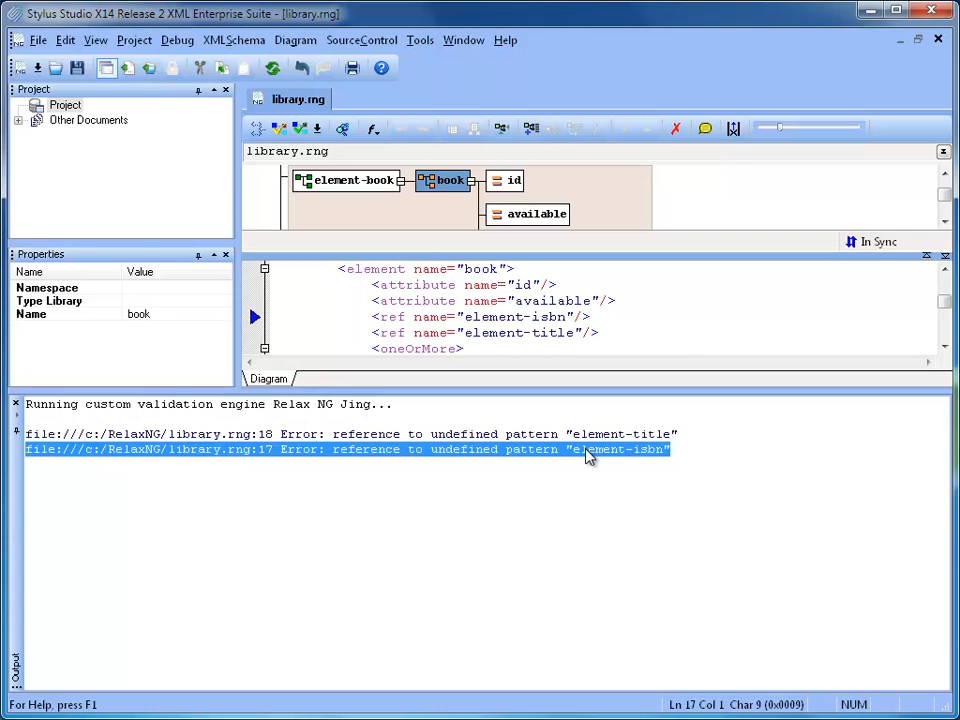 Stylus Studio X14 Release 2 XML Enterprise Suite - [library.rng]
File Edit View Project Debug XMLSchema Diagram SourceControl Tools Window Help
Project
Project
Other Documents
Properties
Name Value
Namespace
Type Library
Name book
library.rng
library.rng
element-book book id
available
In Sync
<element name="book">
<attribute name="id"/>
<attribute name="available"/>
<ref name="element-isbn"/>
<ref name="element-title"/>
<oneOrMore>
Diagram
Running custom validation engine Relax NG Jing...
file:///c:/RelaxNG/library.rng:18 Error: reference to undefined pattern "element-title"
file:///c:/RelaxNG/library.rng:17 Error: reference to undefined pattern "element-isbn"
Output
For Help, press F1 Ln 17 Col 1 Char 9 (0x0009) NUM